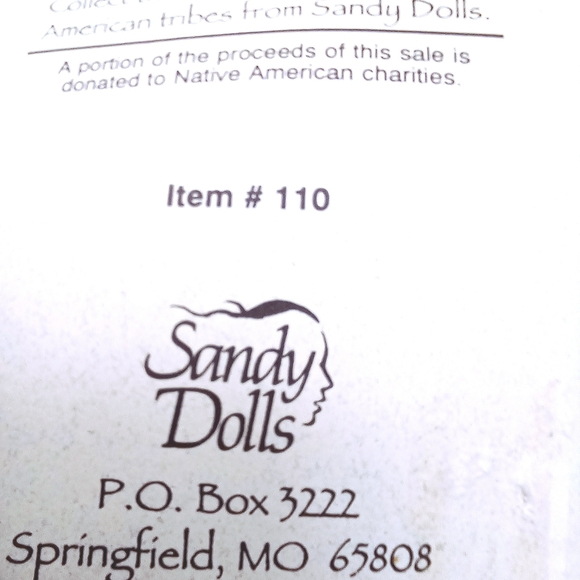 American tribes from Sandy Dolls.
A portion of the proceeds of this sale is
donated to Native American charities.
Item # 110
Sandy
Dolls
P.O. Box 3222
Springfield, MO 65808